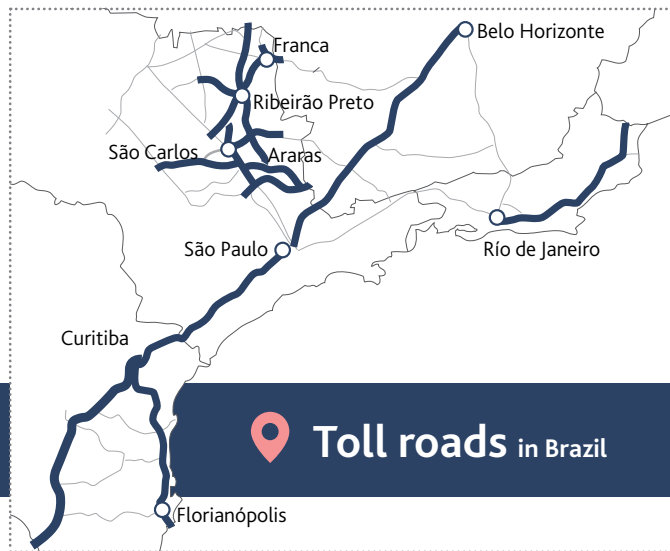 Belo Horizonte
Franca
Ribeirão Preto
São Carlos
Araras
São Paulo
Río de Janeiro
Curitiba
Toll roads in Brazil
Florianópolis